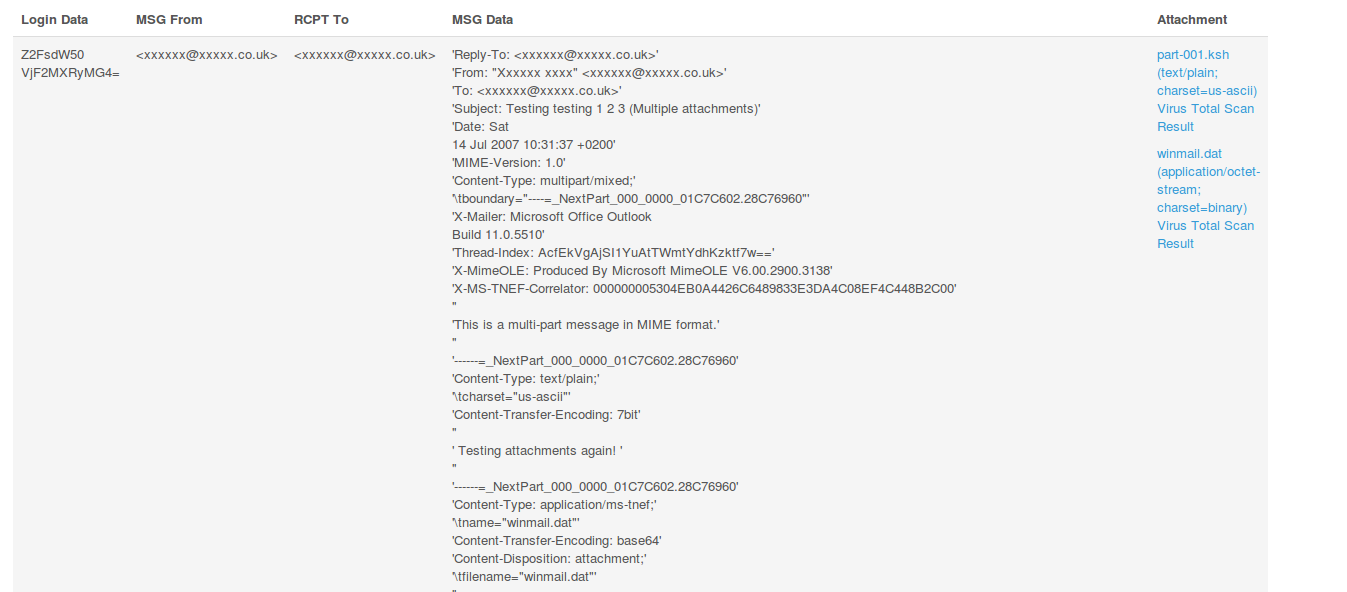 Login Data MSG From RCPT To MSG Data Attachment
Z2FsdW50
VjF2MXRyMG4=
<xxxxxx@xxxxx.co.uk>
<xxxxxx@xxxxx.co.uk>
'Reply-To: <xxxxxx@xxxxx.co.uk>'
'From: "Xxxxxx xxxx" <xxxxxx@xxxxx.co.uk>'
'To: <xxxxxx@xxxxx.co.uk>'
'Subject: Testing testing 1 2 3 (Multiple attachments)'
'Date: Sat
14 Jul 2007 10:31:37 +0200'
'MIME-Version: 1.0'
'Content-Type: multipart/mixed;'
'\tboundary="----=_NextPart_000_0000_01C7C602.28C76960"'
'X-Mailer: Microsoft Office Outlook
Build 11.0.5510'
'Thread-Index: AcfEkVgAjSI1YuAtTWmtYdhKzktf7w=='
'X-MimeOLE: Produced By Microsoft MimeOLE V6.00.2900.3138'
'X-MS-TNEF-Correlator: 000000005304EB0A4426C6489833E3DA4C08EF4C448B2C00'
''
'This is a multi-part message in MIME format.'
''
'------=_NextPart_000_0000_01C7C602.28C76960'
'Content-Type: text/plain;'
'\tcharset="us-ascii"'
'Content-Transfer-Encoding: 7bit'
''
' Testing attachments again! '
''
'------=_NextPart_000_0000_01C7C602.28C76960'
'Content-Type: application/ms-tnef;'
'\tname="winmail.dat"'
'Content-Transfer-Encoding: base64'
'Content-Disposition: attachment;'
'\tfilename="winmail.dat"'
''
part-001.ksh
(text/plain;
charset=us-ascii)
Virus Total Scan
Result
winmail.dat
(application/octet-
stream;
charset=binary)
Virus Total Scan
Result